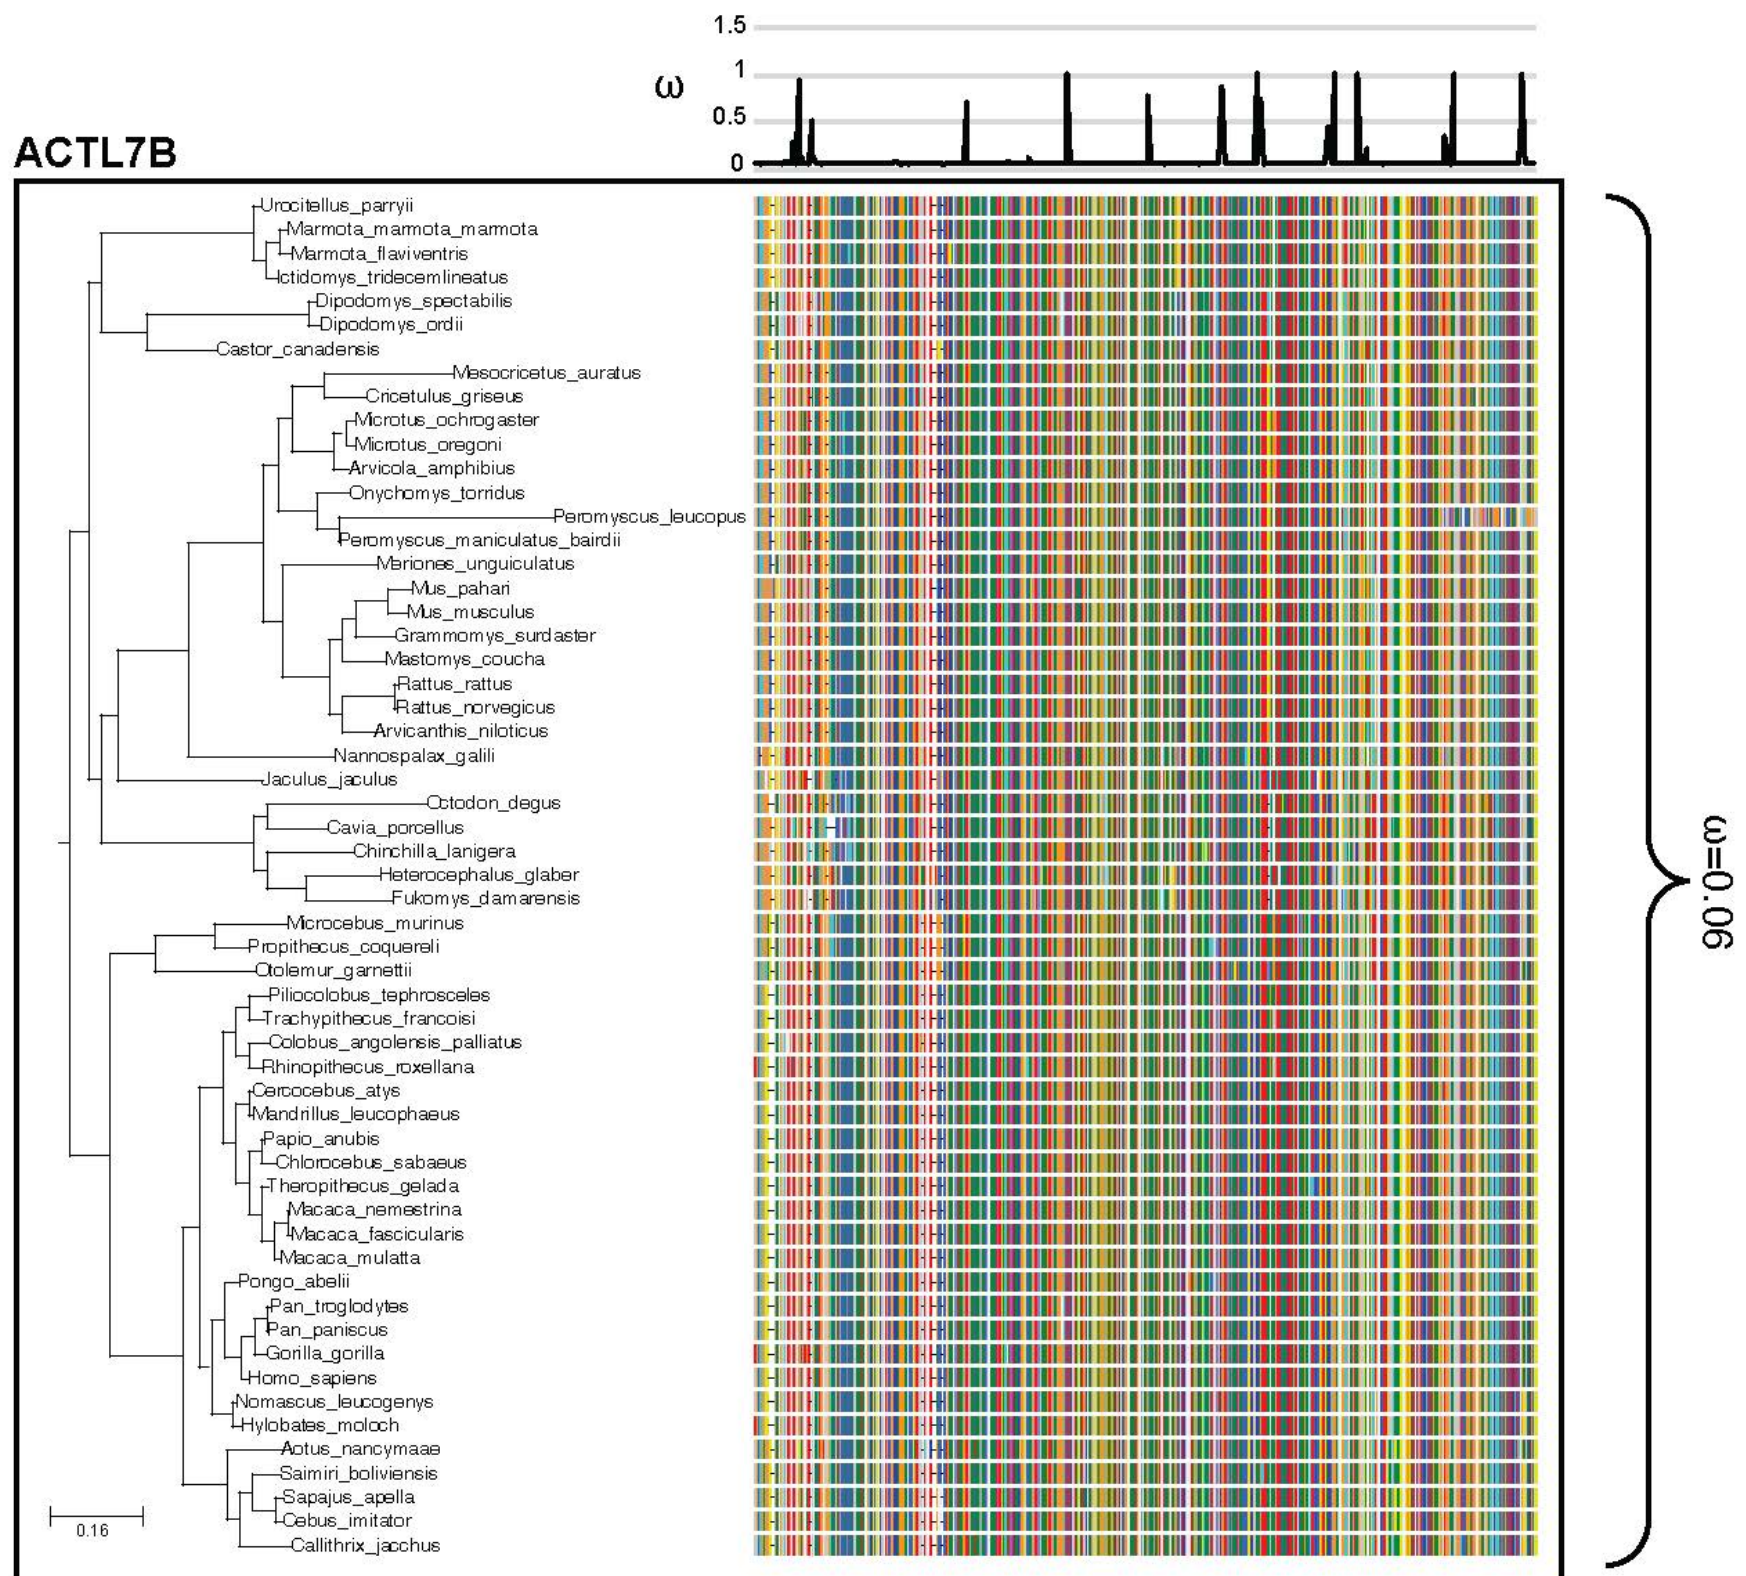 1.5
1
ω
0.5
0
ACTL7B
Urocitellus_parryii
Marmota_marmota_marmota
Marmota_flaviventris
Ictidomys_tridecemlineatus
Dipodomys_spectabilis
Dipodomys_ordii
Castor_canadensis
Mesocricetus_auratus
Cricetulus_griseus
Microtus_ochrogaster
Microtus_oregoni
Arvicola_amphibius
Onychomys_torridus
Peromyscus_leucopus
Peromyscus_maniculatus_bairdii
Meriones_unguiculatus
Mus_pahari
Mus_musculus
Grammomys_surdaster
Mastomys_coucha
Rattus_rattus
Rattus_norvegicus
Arvicanthis_niloticus
Nannospalax_galili
Jaculus_jaculus
Octodon_degus
Cavia_porcellus
Chinchilla_lanigera
Heterocephalus_glaber
Fukomys_damarensis
Microcebus_murinus
Propithecus_coquereli
Otolemur_garnettii
Piliocolobus_tephrosceles
Trachypithecus_francoisi
Colobus_angolensis_palliatus
Rhinopithecus_roxellana
Cercocebus_atys
Mandrillus_leucophaeus
Papio_anubis
Chlorocebus_sabaeus
Theropithecus_gelada
Macaca_nemestrina
Macaca_fascicularis
Macaca_mulatta
Pongo_abelii
Pan_troglodytes
Pan_paniscus
Gorilla_gorilla
Homo_sapiens
Nomascus_leucogenys
Hylobates_moloch
Aotus_nancymaae
Saimiri_boliviensis
Sapajus_apella
Cebus_imitator
Callithrix_jacchus
0.16
ω=0.06